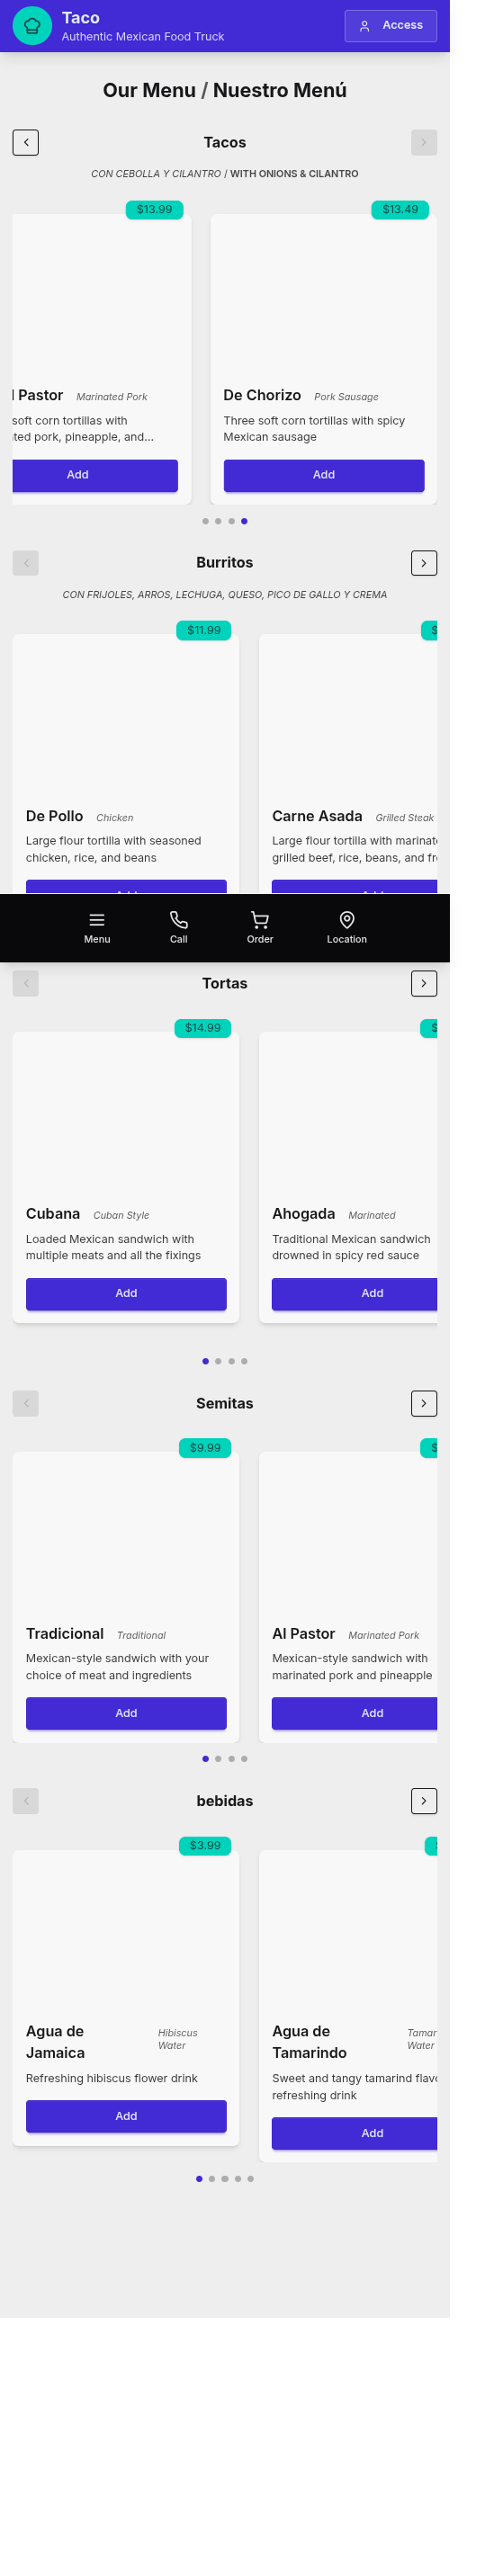 Taco
Authentic Mexican Food Truck
Access
Our Menu / Nuestro Menú
Tacos
CON CEBOLLA Y CILANTRO / WITH ONIONS & CILANTRO
$13.99
$13.49
l Pastor Marinated Pork
De Chorizo Pork Sausage
soft corn tortillas with
pork, pineapple, and...
Three soft corn tortillas with spicy
Mexican sausage
Add
Add
Burritos
CON FRIJOLES, ARROS, LECHUGA, QUESO, PICO DE GALLO Y CREMA
$11.99
$
De Pollo Chicken
Carne Asada Grilled Steak
Large flour tortilla with seasoned
chicken, rice, and beans
Large flour tortilla with
grilled beef, rice, beans, and
Menu
Call
Order
Location
Tortas
$14.99
$
Cubana Cuban Style
Ahogada Marinated
Loaded Mexican sandwich with
multiple meats and all the fixings
Traditional Mexican sandwich
drowned in spicy red sauce
Add
Add
Semitas
$9.99
$
Tradicional Traditional
Al Pastor Marinated Pork
Mexican-style sandwich with your
choice of meat and ingredients
Mexican-style sandwich with
marinated pork and pineapple
Add
Add
bebidas
$3.99
Agua de
Jamaica
Hibiscus
Water
Agua de
Tamarindo
Water
Refreshing hibiscus flower drink
Sweet and tangy tamarind
refreshing drink
Add
Add